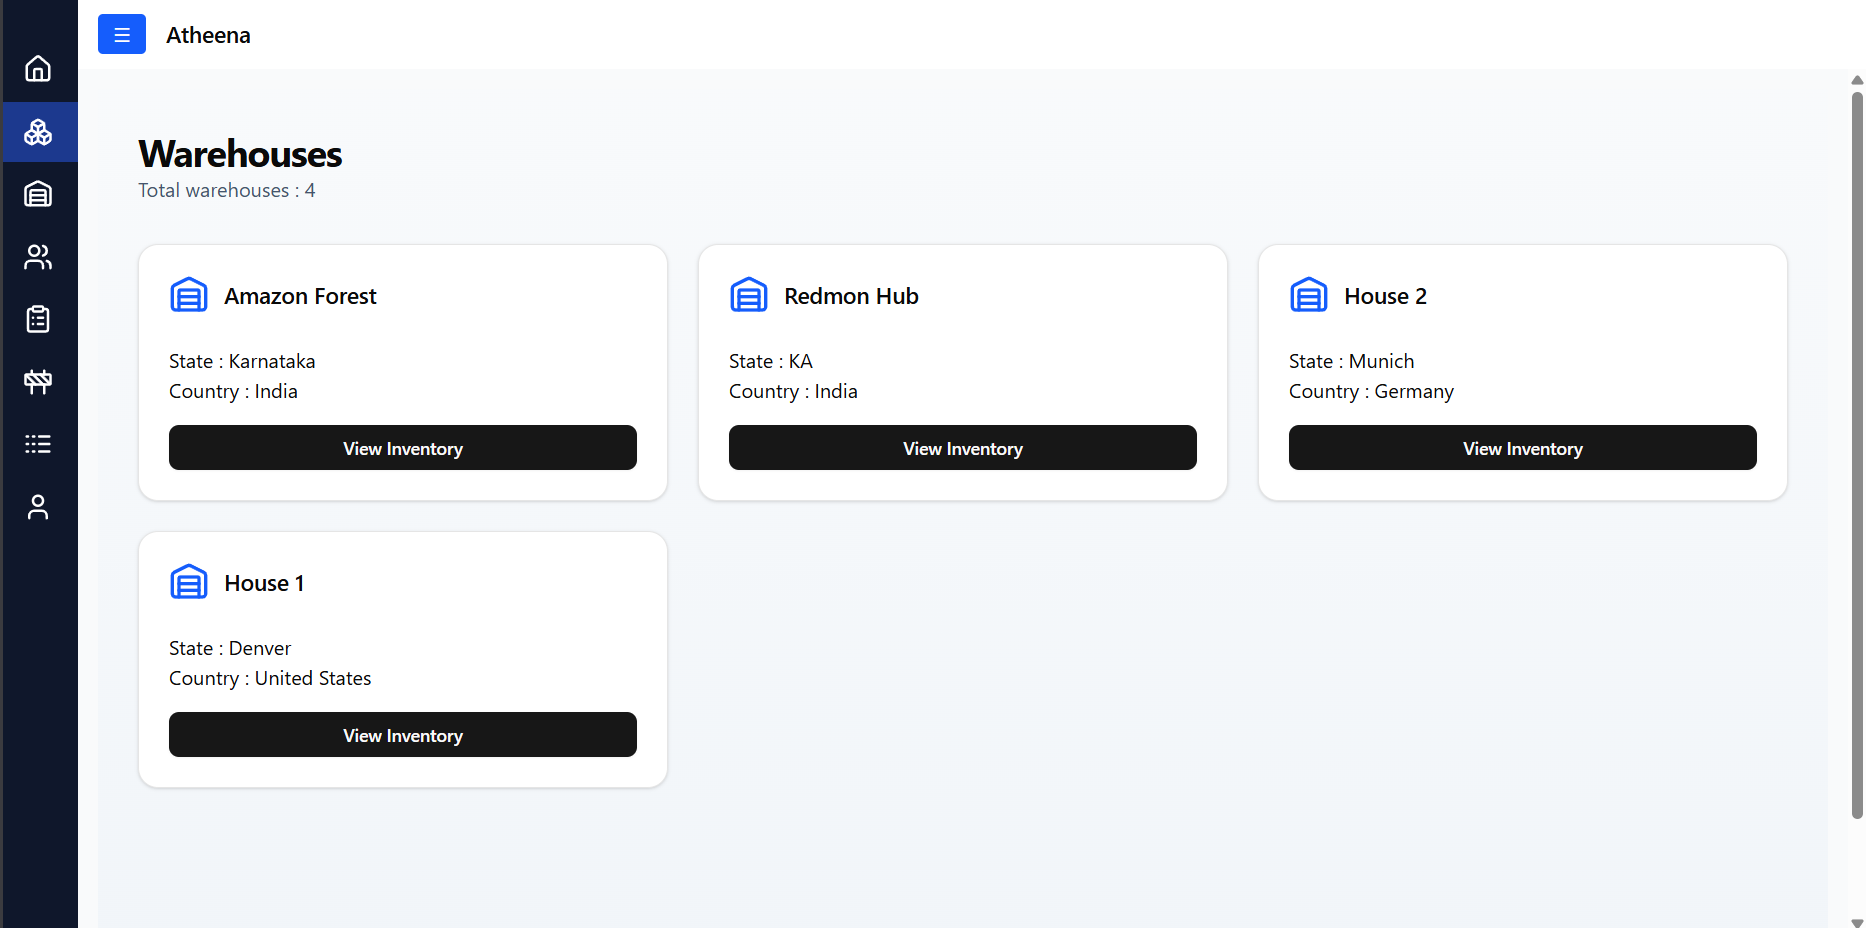 Atheena
Warehouses
Total warehouses : 4
Amazon Forest
State : Karnataka
Country : India
View Inventory
Redmon Hub
State : KA
Country : India
View Inventory
House 2
State : Munich
Country : Germany
View Inventory
House 1
State : Denver
Country : United States
View Inventory